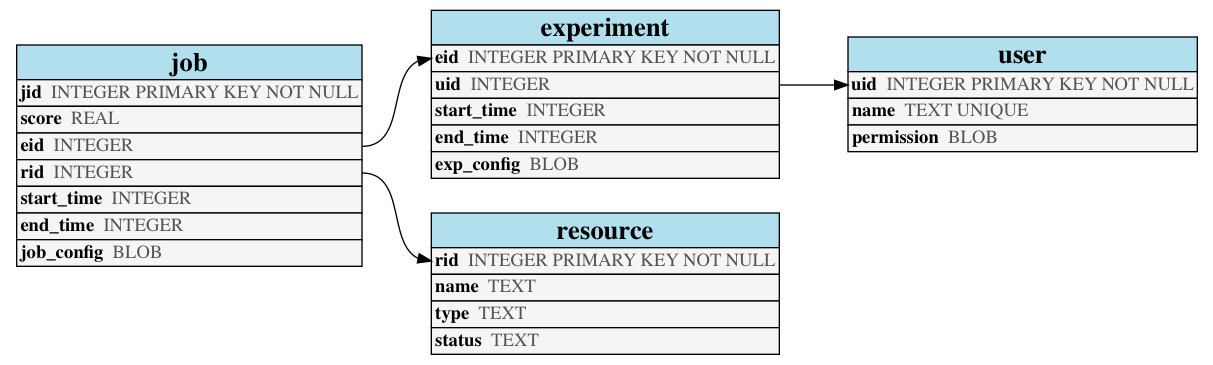 job
jid INTEGER PRIMARY KEY NOT NULL
score REAL
eid INTEGER
rid INTEGER
start_time INTEGER
end_time INTEGER
job_config BLOB
experiment
eid INTEGER PRIMARY KEY NOT NULL
uid INTEGER
start_time INTEGER
end_time INTEGER
exp_config BLOB
resource
rid INTEGER PRIMARY KEY NOT NULL
name TEXT
type TEXT
status TEXT
user
uid INTEGER PRIMARY KEY NOT NULL
name TEXT UNIQUE
permission BLOB